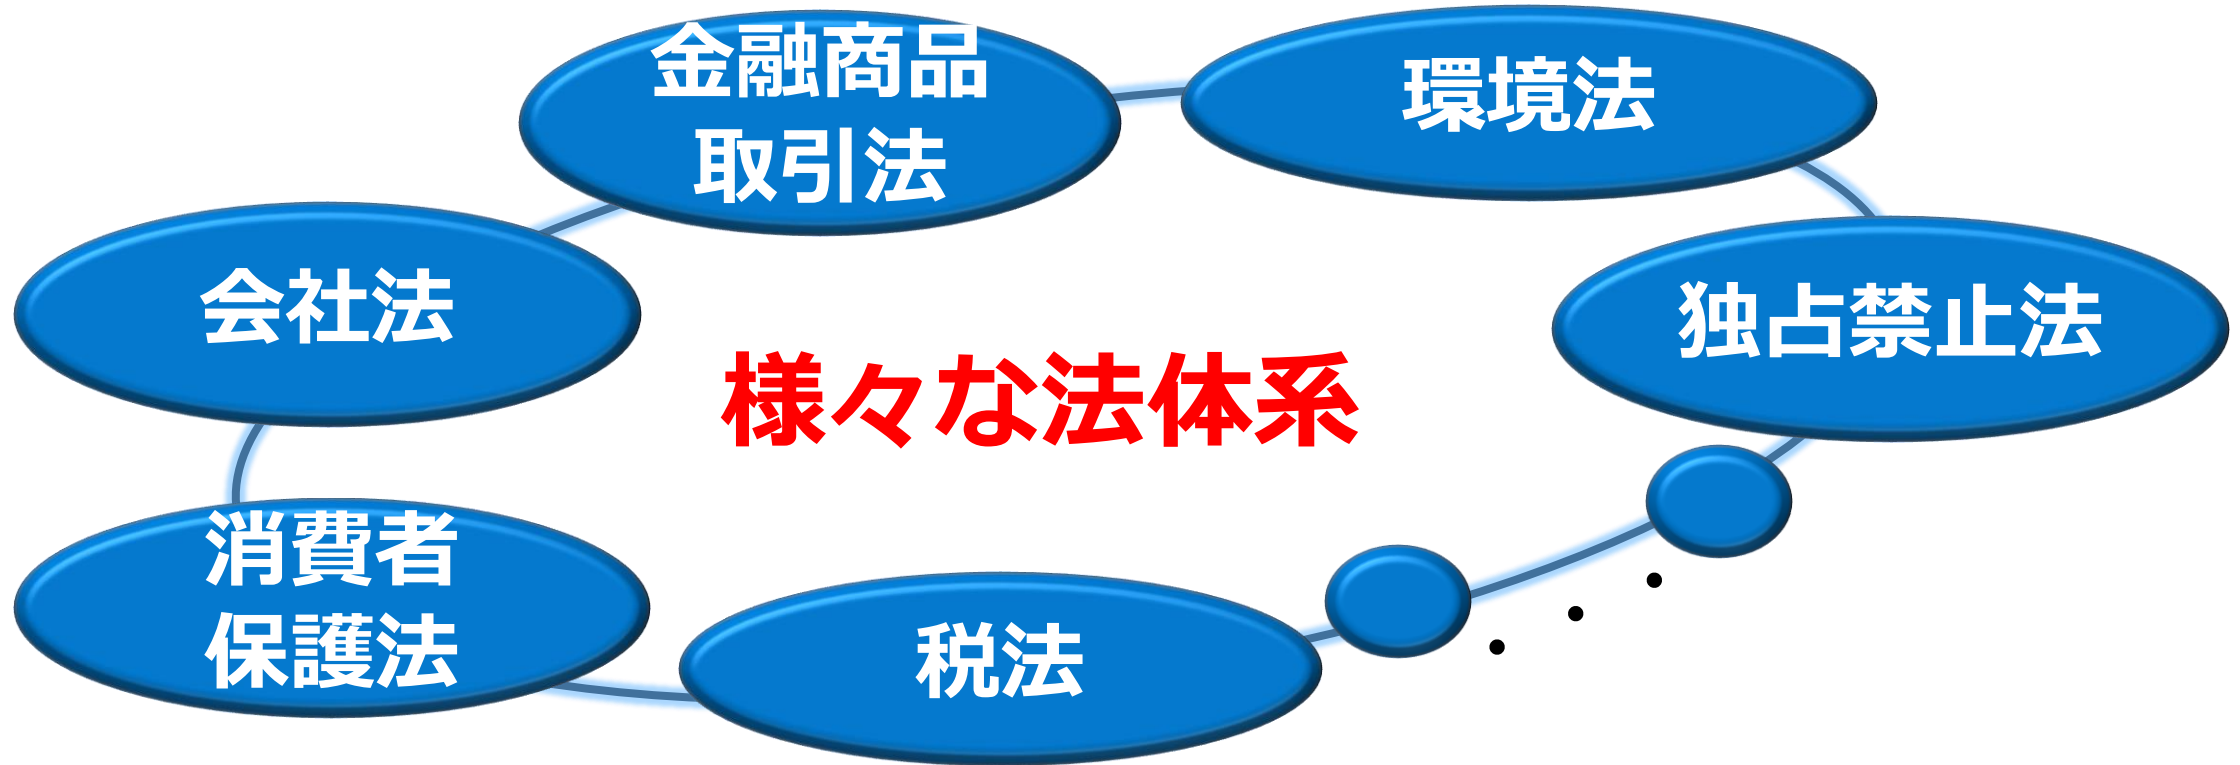 金融商品
取引法
環境法
会社法
独占禁止法
様々な法体系
消費者
保護法
税法